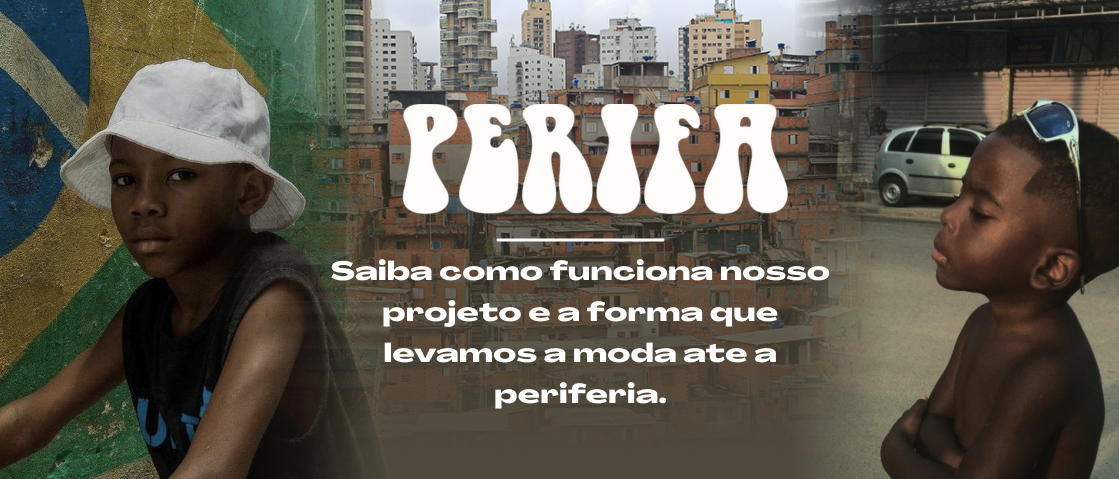 PERIFA
Saiba como funciona nosso
projeto e a forma que
levamos a moda ate a
periferia.